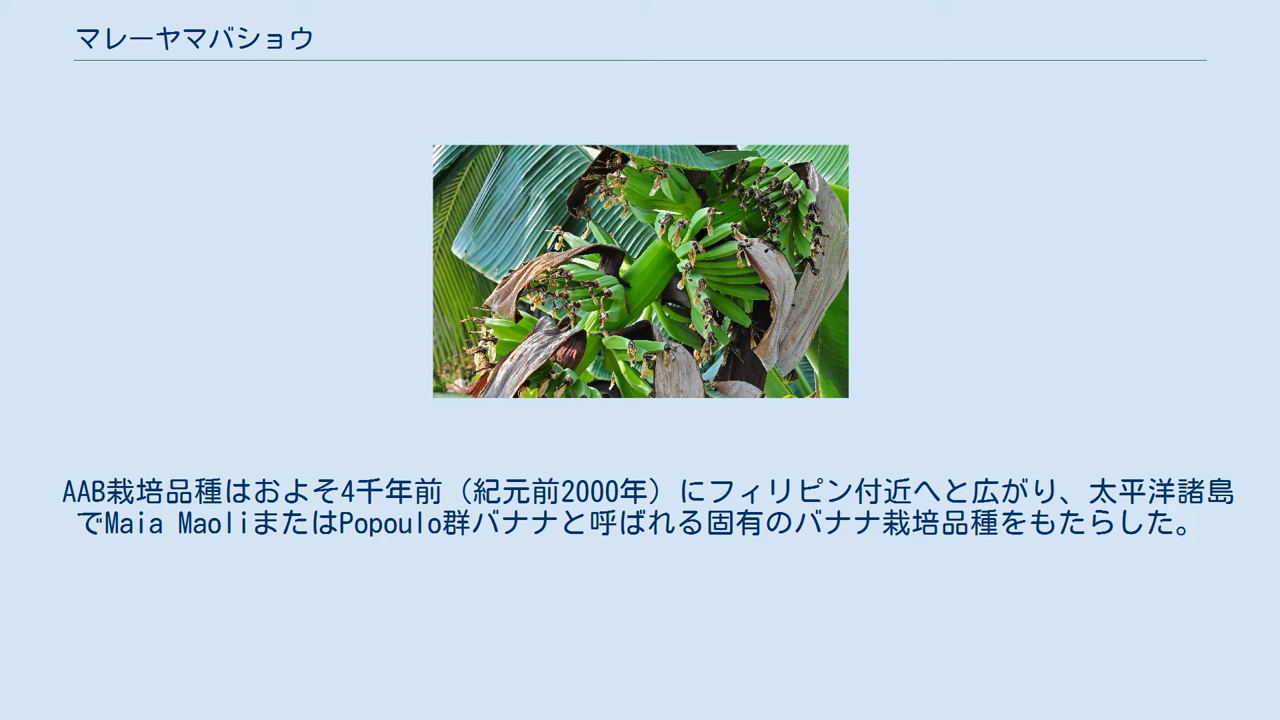 マレーヤマバショウ
AAB栽培品種はおよそ4千年前（紀元前2000年）にフィリピン付近へと広がり、太平洋諸島
でMaia MaoliまたはPopoulo群バナナと呼ばれる固有のバナナ栽培品種をもたらした。